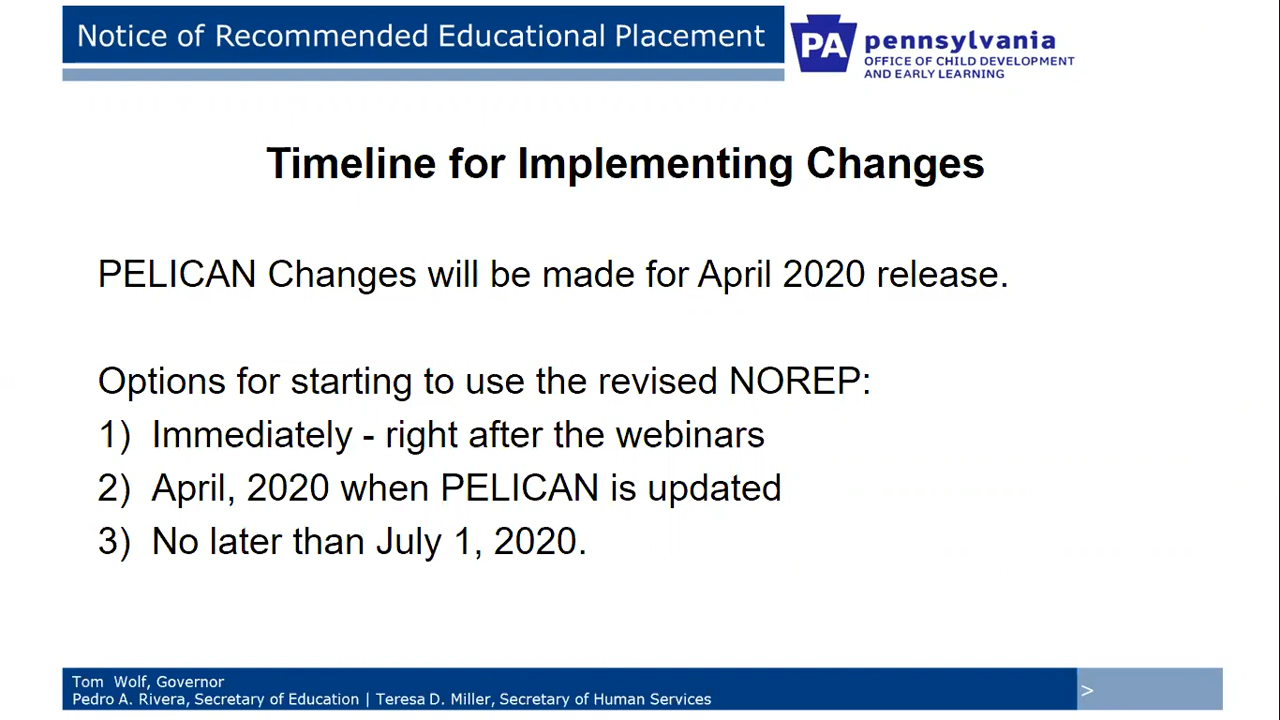 Notice of Recommended Educational Placement
PA
pennsylvania
OFFICE OF CHILD DEVELOPMENT
AND EARLY LEARNING
Timeline for Implementing Changes
PELICAN Changes will be made for April 2020 release.
Options for starting to use the revised NOREP:
1) Immediately - right after the webinars
2) April, 2020 when PELICAN is updated
3) No later than July 1, 2020.
Tom Wolf, Governor
Pedro A. Rivera, Secretary of Education | Teresa D. Miller, Secretary of Human Services
>